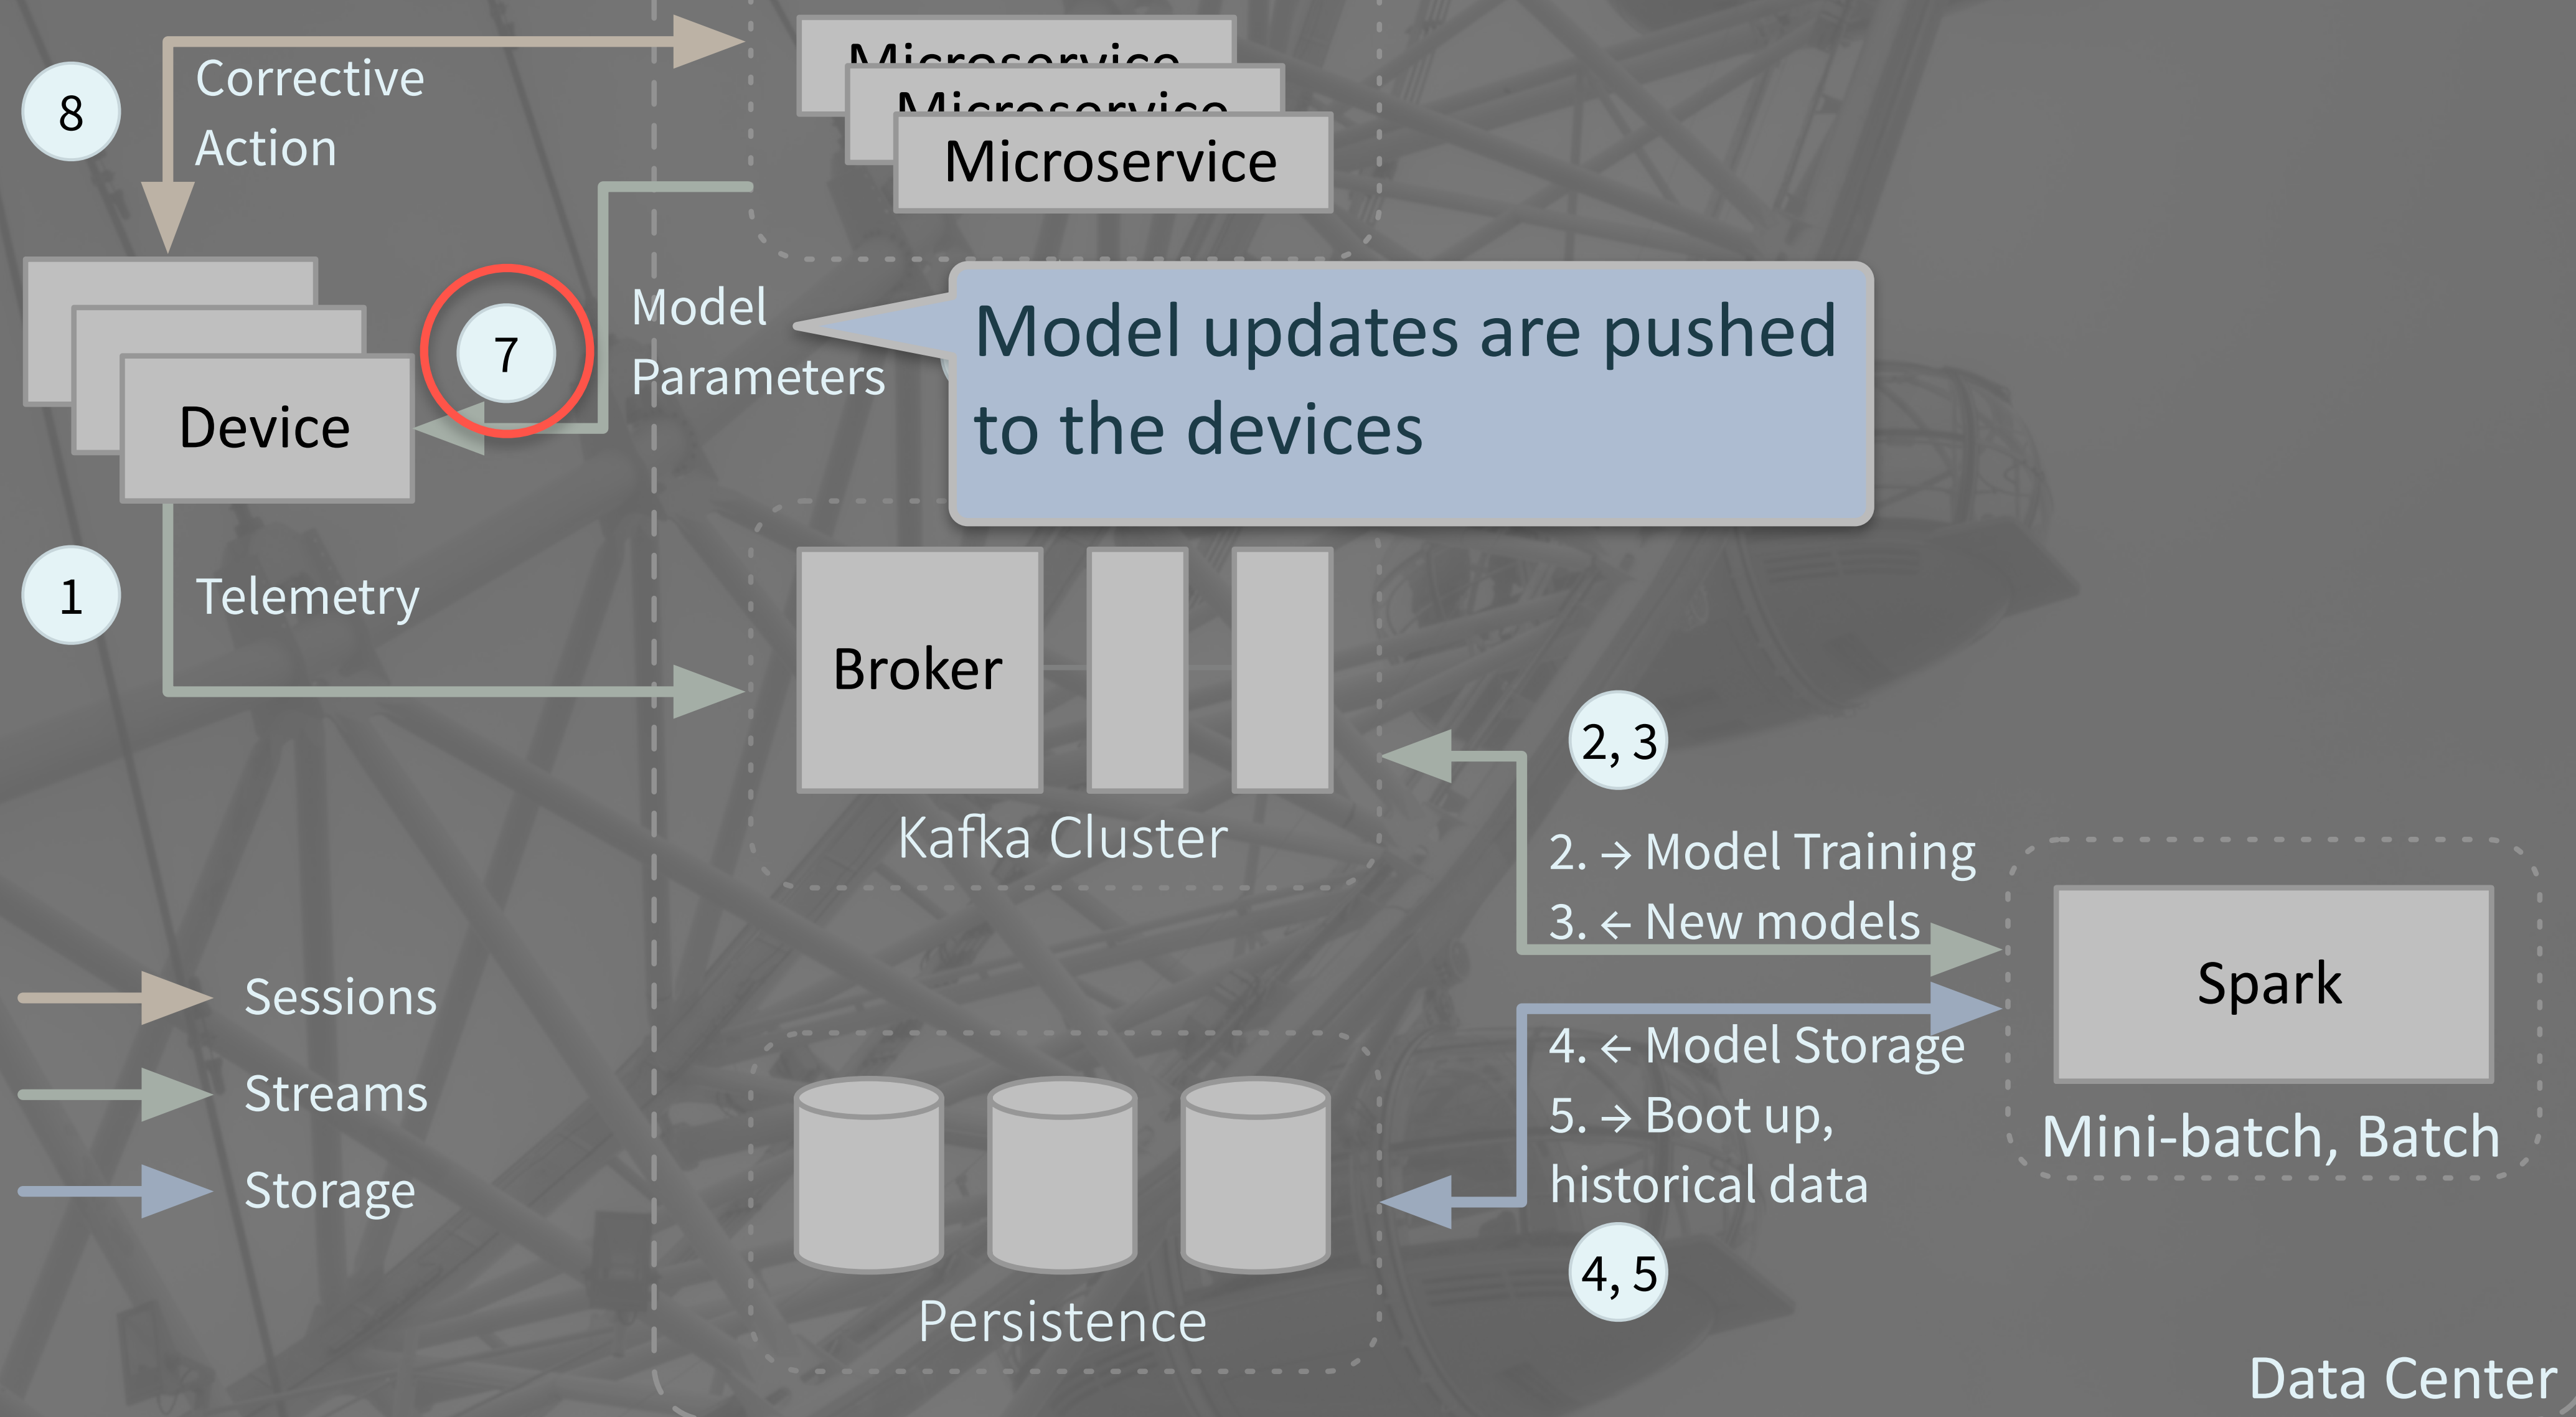 8
Corrective
Action
Microservice
Microservice
Microservice
7
Model
Parameters
Model updates are pushed
to the devices
Device
1
Telemetry
Broker
Kafka Cluster
2, 3
2. → Model Training
3. ← New models
Spark
Mini-batch, Batch
4. ← Model Storage
5. → Boot up,
historical data
4, 5
Sessions
Streams
Storage
Persistence
Data Center